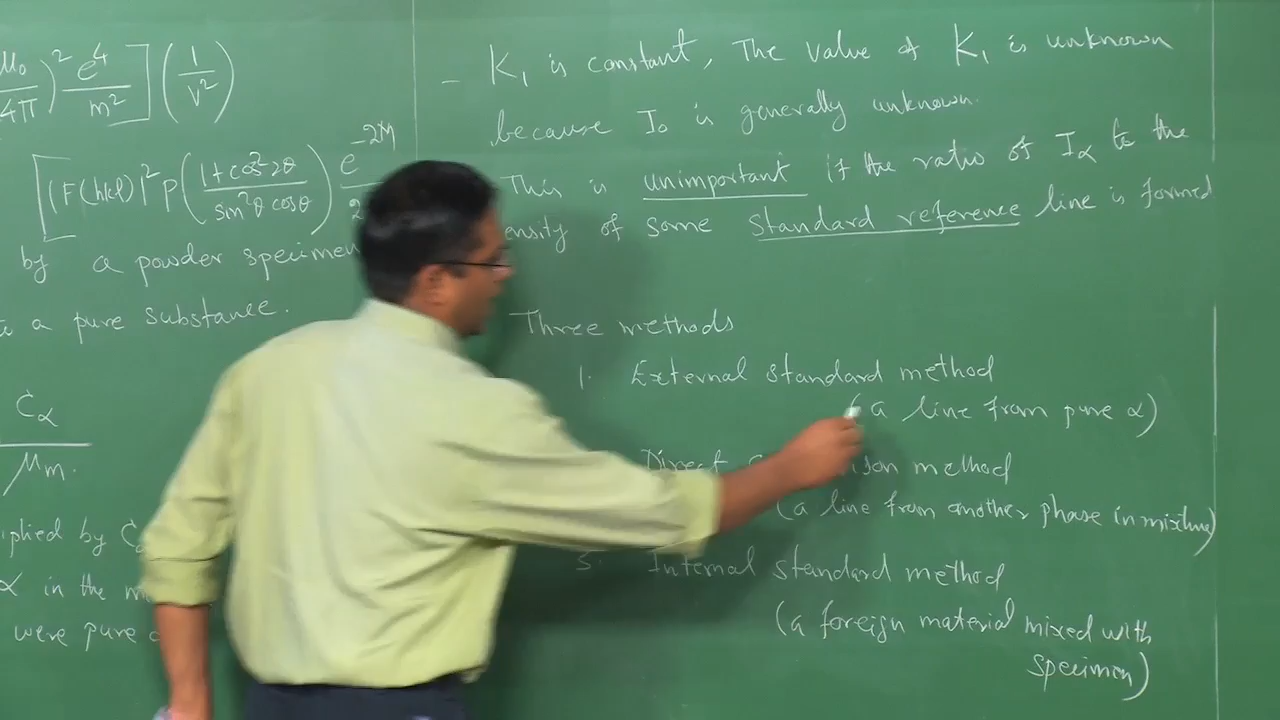 μ₀/4π)² e⁴/m² ] (1/v²)
[ |F(hkl)|² p ( 1+cos²2θ / sin²θ cosθ ) e⁻²ᴹ / 2
by a powder specimen
a pure substance.
Cα / μm.
by C
α in the
were pure
- K₁ is constant, The value of K₁ is unknown
because I₀ is generally unknown.
This is unimportant if the ratio of Iα to the
ensity of some standard reference line is formed
Three methods
1. External standard method
(a line from pure α)
Direct method
(a line from another phase in mixture)
3. Internal standard method
(a foreign material mixed with
specimen)